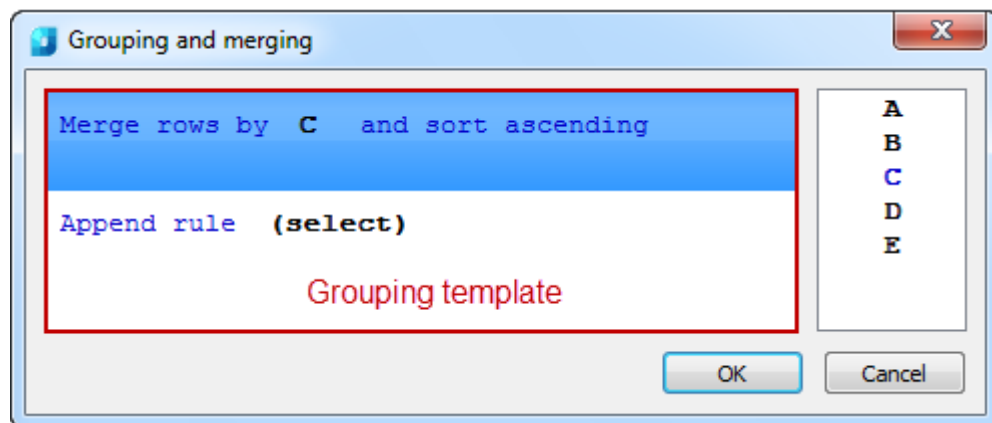 Grouping and merging
Merge rows by C and sort ascending
Append rule (select)
Grouping template
A
B
C
D
E
OK
Cancel